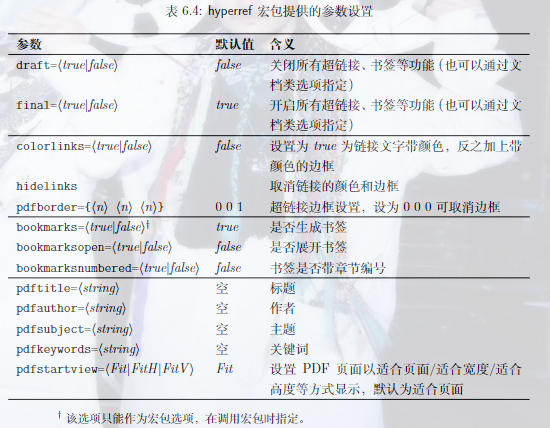 表 6.4: hyperref 宏包提供的参数设置
参数 默认值 含义
draft=⟨true|false⟩ false 关闭所有超链接、书签等功能 (也可以通过文
档类选项指定)
final=⟨true|false⟩ true 开启所有超链接、书签等功能 (也可以通过文
档类选项指定)
colorlinks=⟨true|false⟩ false 设置为 true 为链接文字带颜色，反之加上带
颜色的边框
hidelinks 取消链接的颜色和边框
pdfborder={⟨n⟩ ⟨n⟩ ⟨n⟩} 0 0 1 超链接边框设置，设为 0 0 0 可取消边框
bookmarks=⟨true|false⟩† true 是否生成书签
bookmarksopen=⟨true|false⟩ false 是否展开书签
bookmarksnumbered=⟨true|false⟩ false 书签是否带章节编号
pdftitle=⟨string⟩ 空 标题
pdfauthor=⟨string⟩ 空 作者
pdfsubject=⟨string⟩ 空 主题
pdfkeywords=⟨string⟩ 空 关键词
pdfstartview=⟨Fit|FitH|FitV⟩ Fit 设置 PDF 页面以适合页面/适合宽度/适合
高度等方式显示，默认为适合页面
† 该选项只能作为宏包选项，在调用宏包时指定。